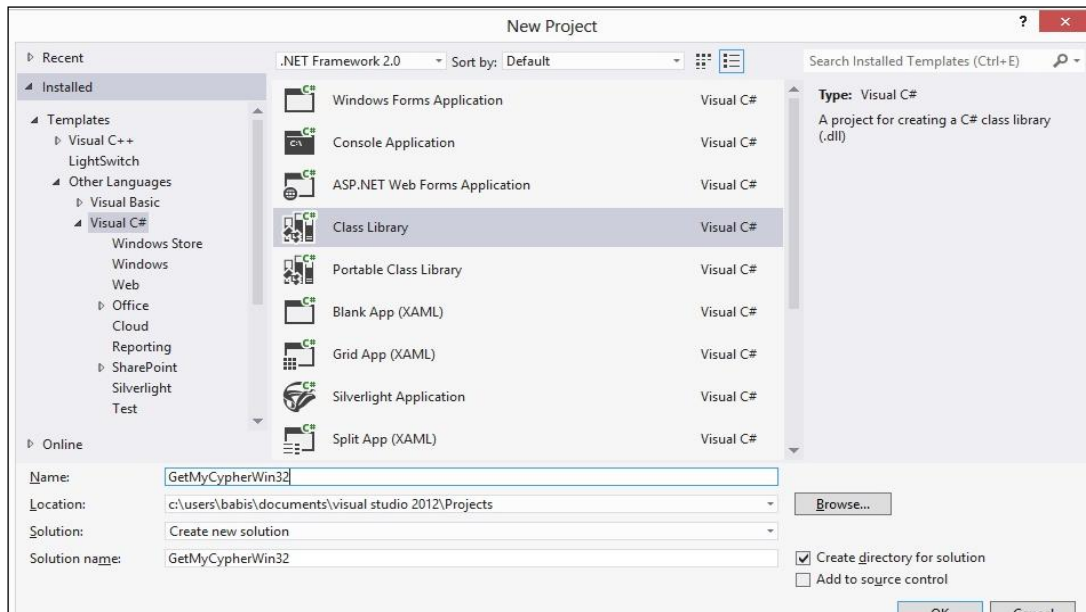 New Project
?
Recent
.NET Framework 2.0
Sort by: Default
Search Installed Templates (Ctrl+E)
Installed
Templates
Visual C++
LightSwitch
Other Languages
Visual Basic
Visual C#
Windows Store
Windows
Web
Office
Cloud
Reporting
SharePoint
Silverlight
Test
Online
Windows Forms Application Visual C#
Console Application Visual C#
ASP.NET Web Forms Application Visual C#
Class Library Visual C#
Portable Class Library Visual C#
Blank App (XAML) Visual C#
Grid App (XAML) Visual C#
Silverlight Application Visual C#
Split App (XAML) Visual C#
Type: Visual C#
A project for creating a C# class library
(.dll)
Name: GetMyCypherWin32
Location: c:\users\babis\documents\visual studio 2012\Projects
Browse...
Solution: Create new solution
Solution name: GetMyCypherWin32
Create directory for solution
Add to source control
OK
Cancel